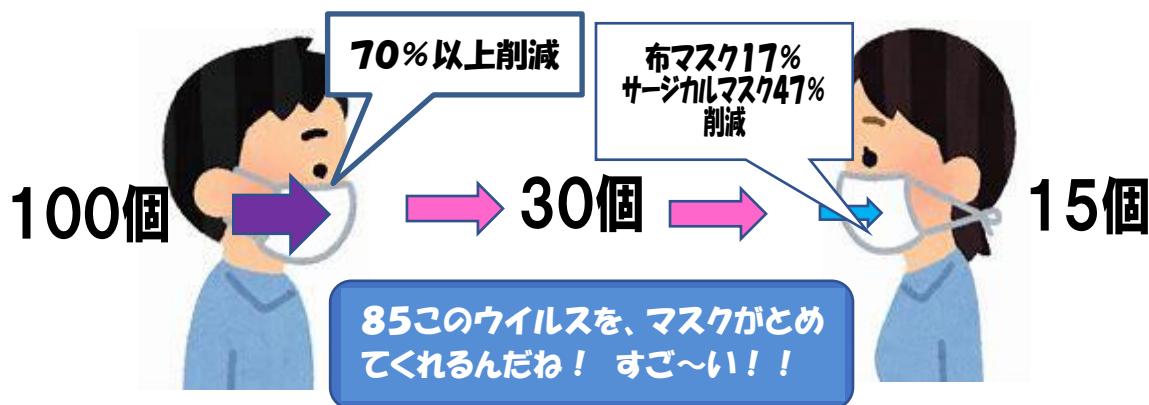 70%以上削減
布マスク17%
サージカルマスク47%
削減
100個
30個
15個
85このウイルスを、マスクがとめ
てくれるんだね！ すご～い！！